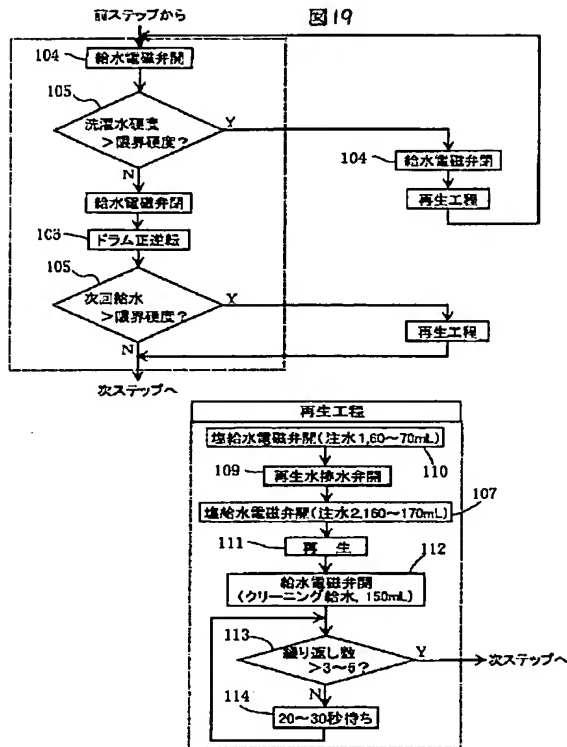 図19
前ステップから
104
給水電磁弁開
105
洗濯水硬度
>限界硬度?
Y
N
104
給水電磁弁閉
再生工程
給水電磁弁閉
ドラム正逆転
105
次回給水
>限界硬度?
Y
N
再生工程
次ステップへ
再生工程
塩給水電磁弁開(注水1,60~70mL)
110
109
再生水排水弁開
塩給水電磁弁開(注水2,160~170mL)
107
111
再 生
112
給水電磁弁開
(クリーニング給水, 150mL)
113
繰り返し数
Y
次ステップへ
N
114
20~30秒待ち